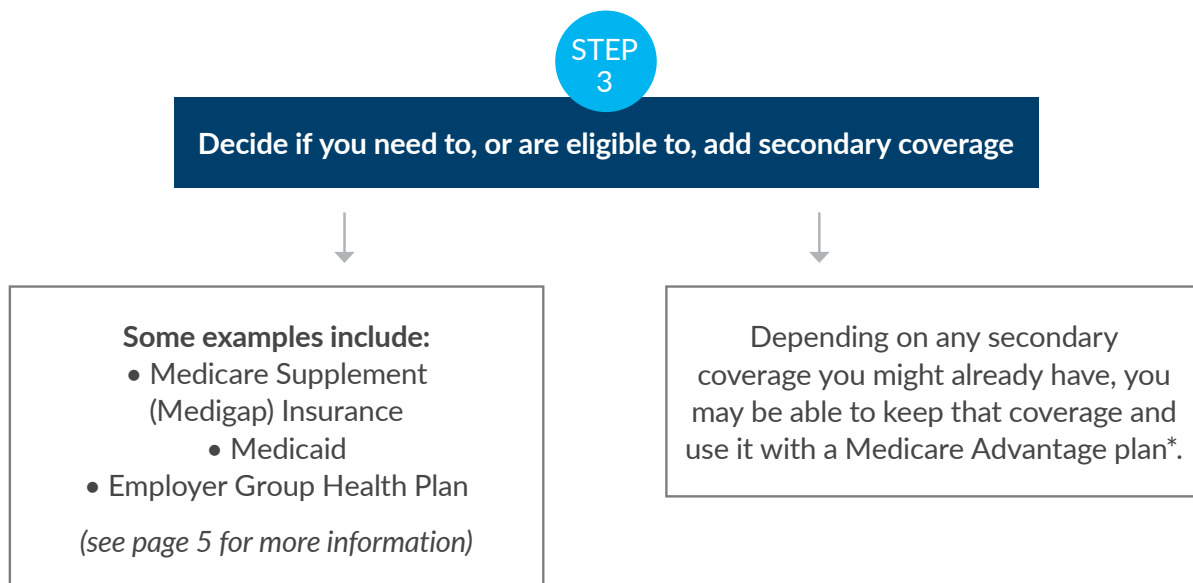 STEP
3
Decide if you need to, or are eligible to, add secondary coverage
Some examples include:
• Medicare Supplement
(Medigap) Insurance
• Medicaid
• Employer Group Health Plan
(see page 5 for more information)
Depending on any secondary
coverage you might already have, you
may be able to keep that coverage and
use it with a Medicare Advantage plan*.